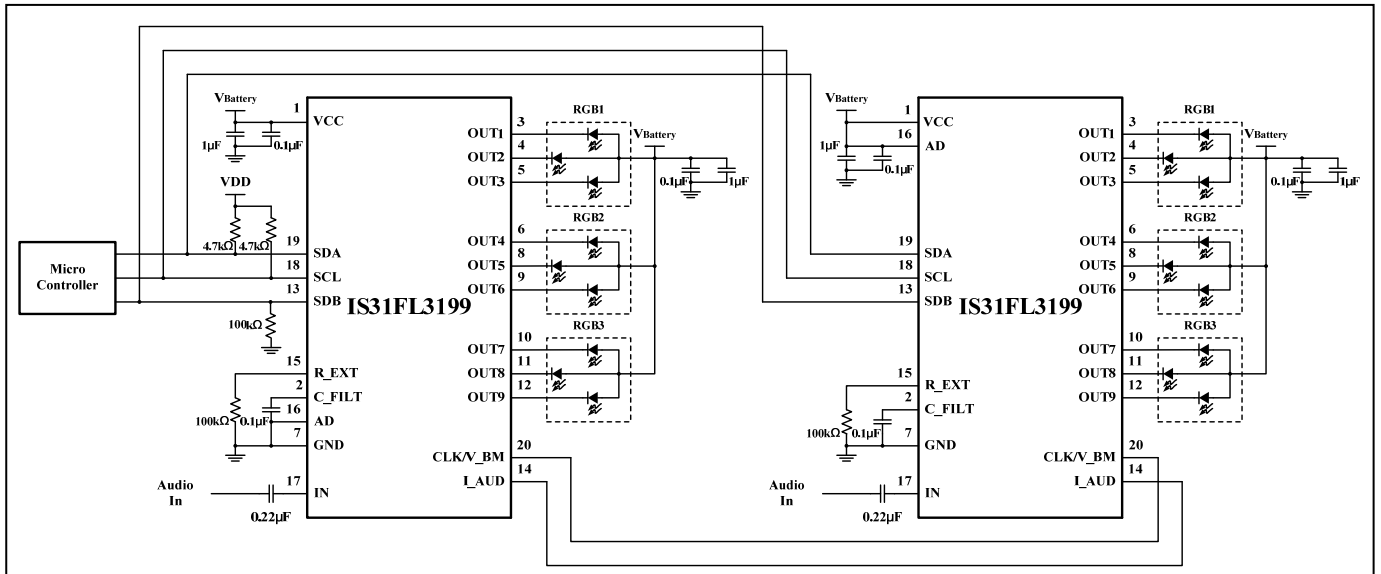 VBattery
1
VCC
1μF
0.1μF
VDD
4.7kΩ
4.7kΩ
Micro
Controller
19
SDA
18
SCL
13
SDB
100kΩ
IS31FL3199
15
R_EXT
2
C_FILT
16
AD
100kΩ
0.1μF
7
GND
Audio
In
17
IN
0.22μF
RGB1
3
OUT1
4
OUT2
5
OUT3
VBattery
0.1μF
1μF
RGB2
6
OUT4
8
OUT5
9
OUT6
RGB3
10
OUT7
11
OUT8
12
OUT9
20
CLK/V_BM
14
I_AUD
VBattery
1
VCC
16
AD
1μF
0.1μF
19
SDA
18
SCL
13
SDB
IS31FL3199
15
R_EXT
2
C_FILT
100kΩ
0.1μF
7
GND
Audio
In
17
IN
0.22μF
RGB1
3
OUT1
4
OUT2
5
OUT3
VBattery
0.1μF
1μF
RGB2
6
OUT4
8
OUT5
9
OUT6
RGB3
10
OUT7
11
OUT8
12
OUT9
20
CLK/V_BM
14
I_AUD